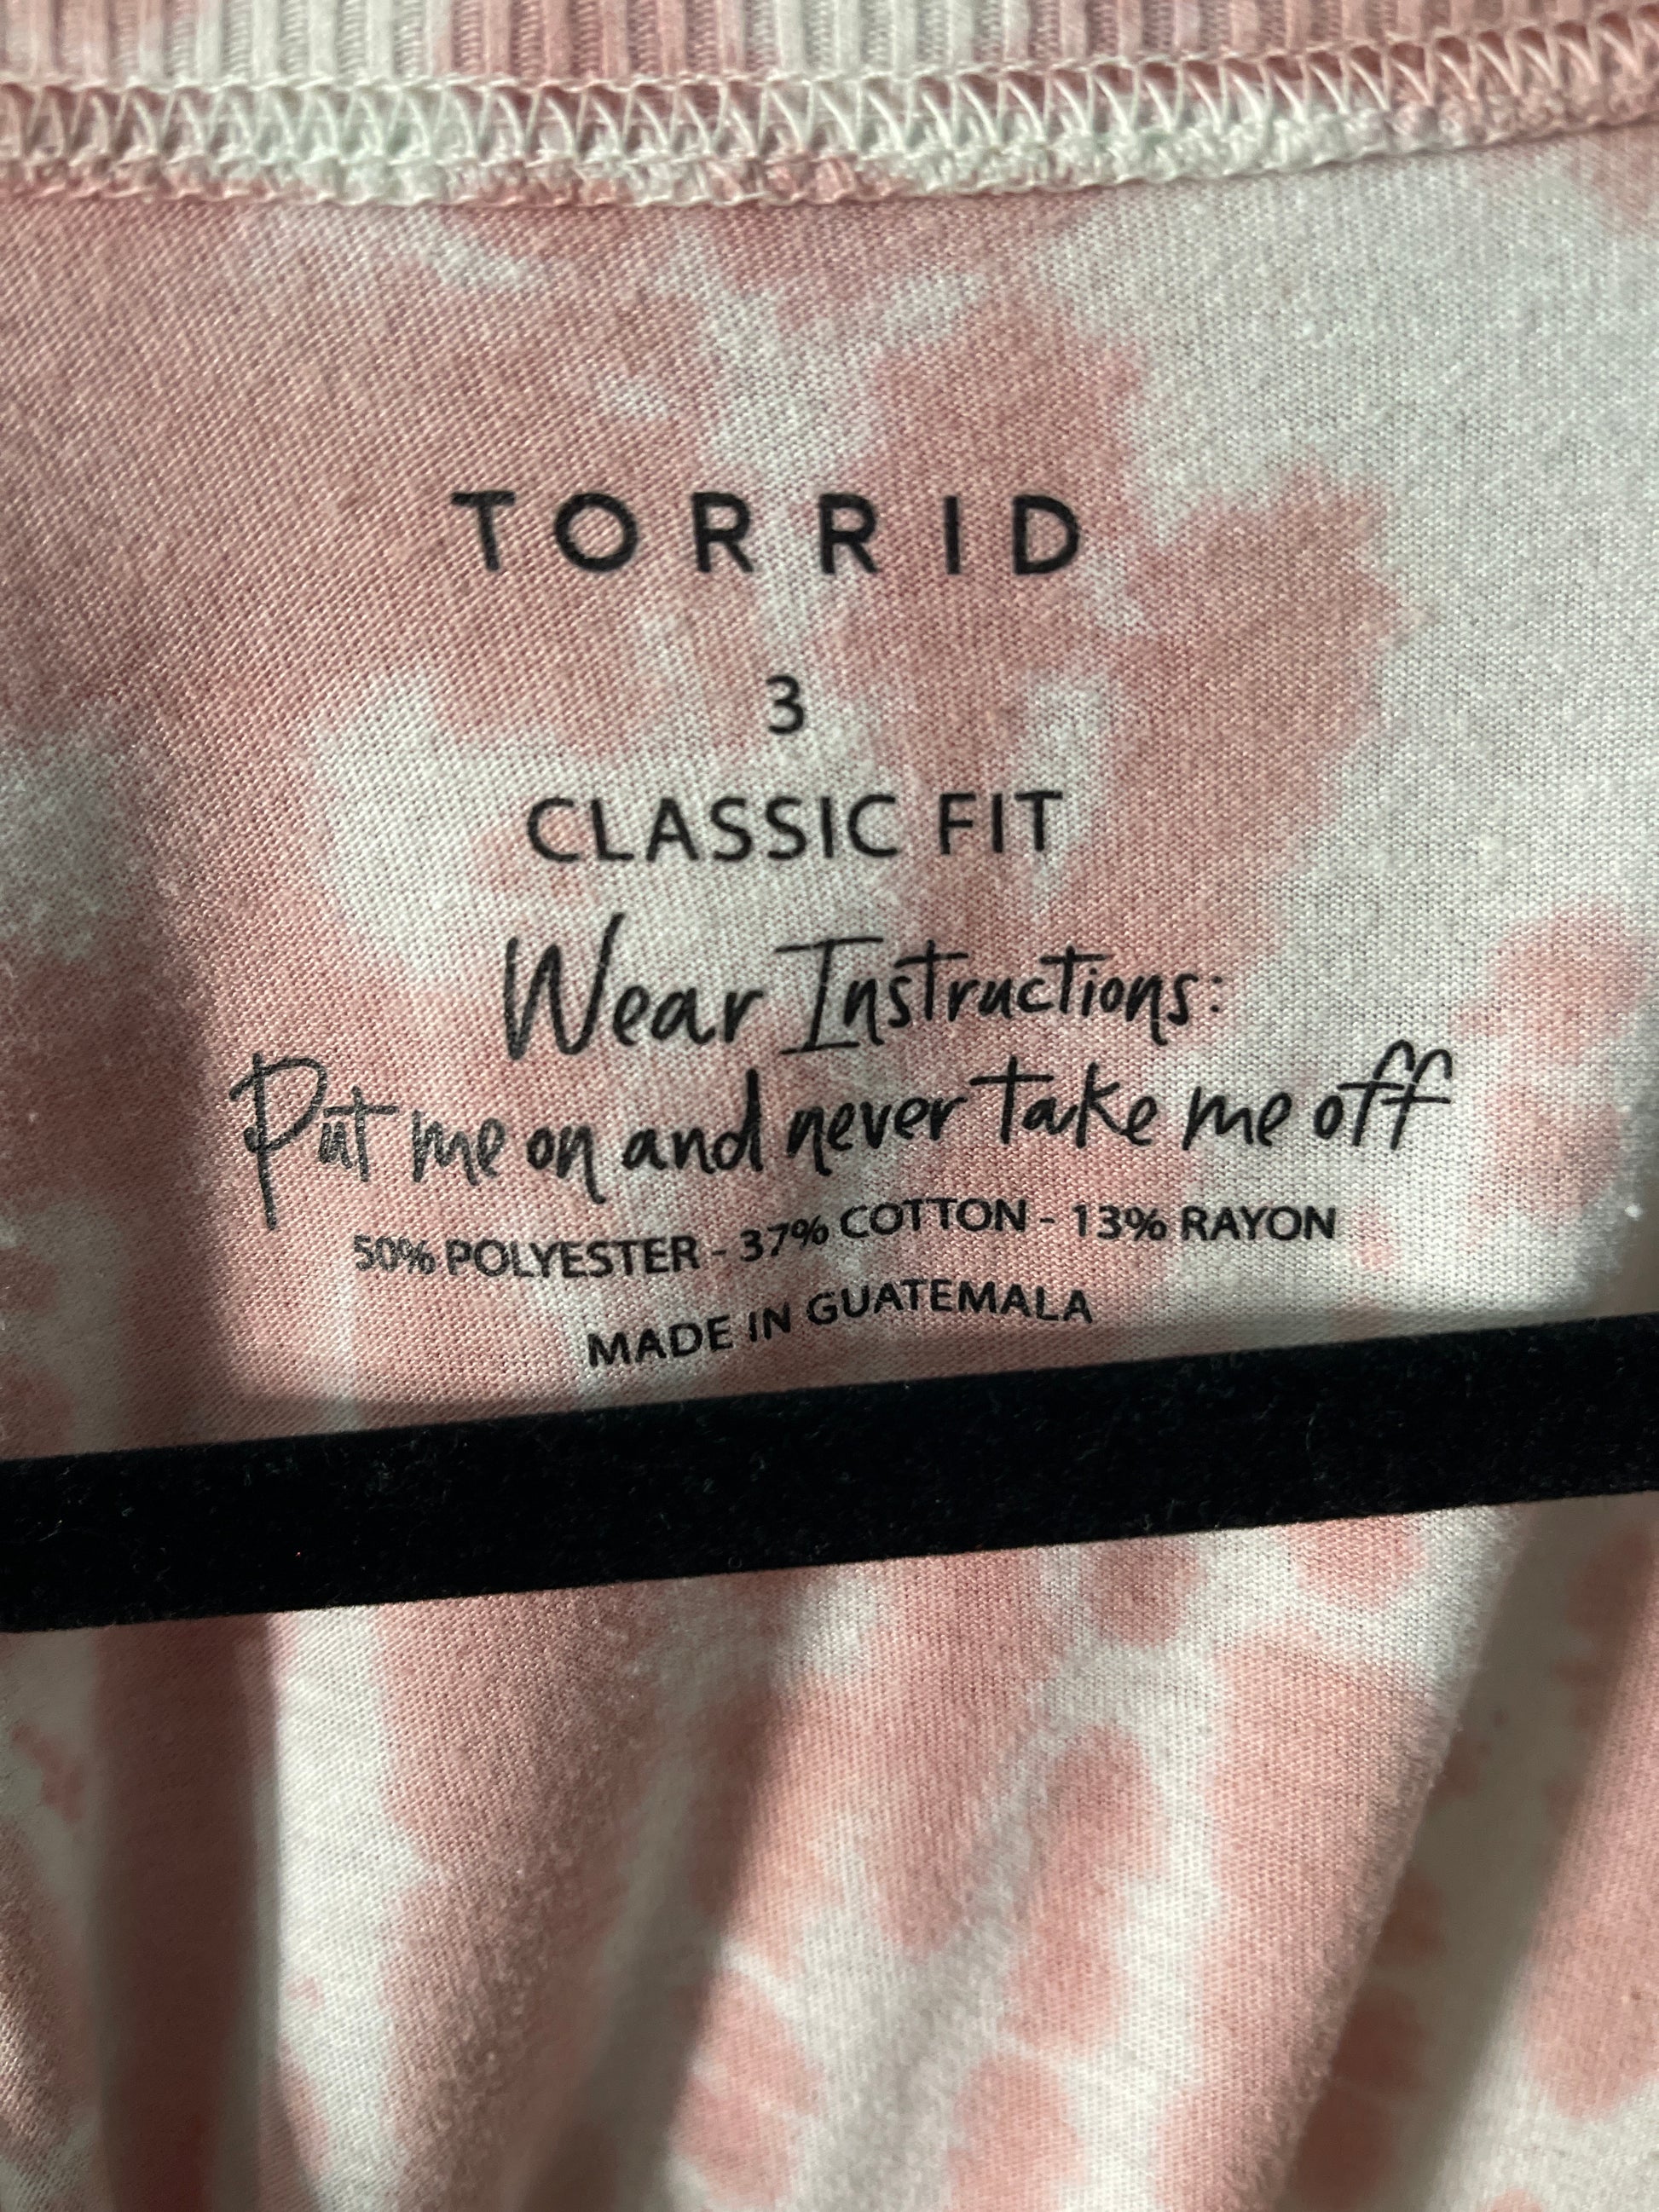 TORRID
3
CLASSIC FIT
Wear Instructions:
Put me on and never take me off
50% POLYESTER - 37% COTTON - 13% RAYON
MADE IN GUATEMALA